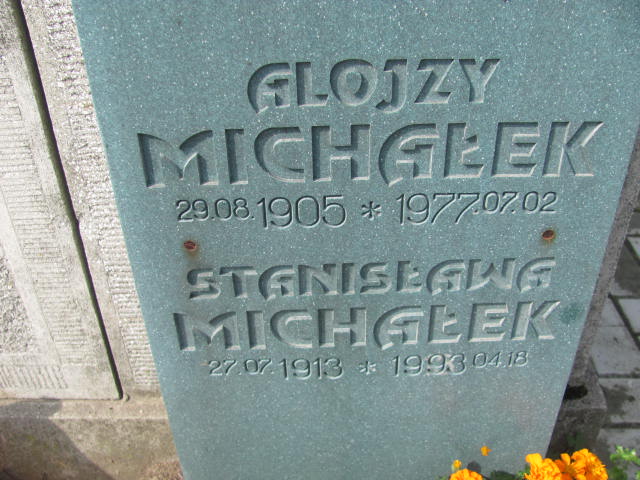 ALOJZY
MICHAŁEK
29.08.1905 * 1977.07.02
STANISŁAWA
MICHAŁEK
27.07.1913 * 1993.04.18